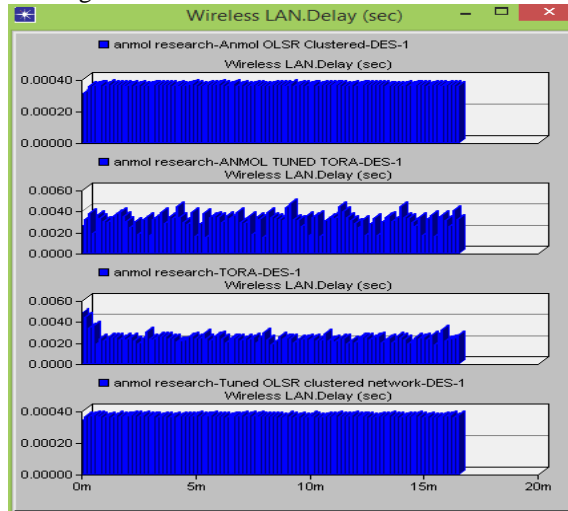 Wireless LAN.Delay (sec)
anmol research-Anmol OLSR Clustered-DES-1
Wireless LAN.Delay (sec)
0.00040
0.00020
0.00000
anmol research-ANMOL TUNED TORA-DES-1
Wireless LAN.Delay (sec)
0.0060
0.0040
0.0020
0.0000
anmol research-TORA-DES-1
Wireless LAN.Delay (sec)
0.0060
0.0040
0.0020
0.0000
anmol research-Tuned OLSR clustered network-DES-1
Wireless LAN.Delay (sec)
0.00040
0.00020
0.00000
0m 5m 10m 15m 20m